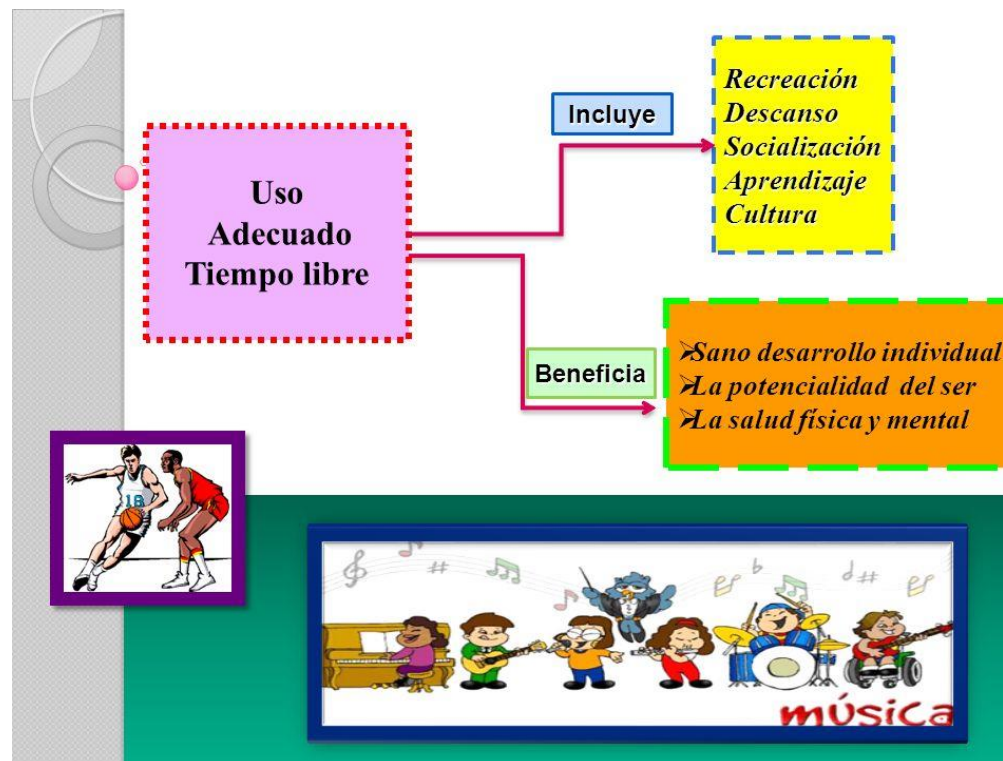 Uso
Adecuado
Tiempo libre
Incluye
Recreación
Descanso
Socialización
Aprendizaje
Cultura
Beneficia
➢Sano desarrollo individual
➢La potencialidad del ser
➢La salud física y mental
18
música